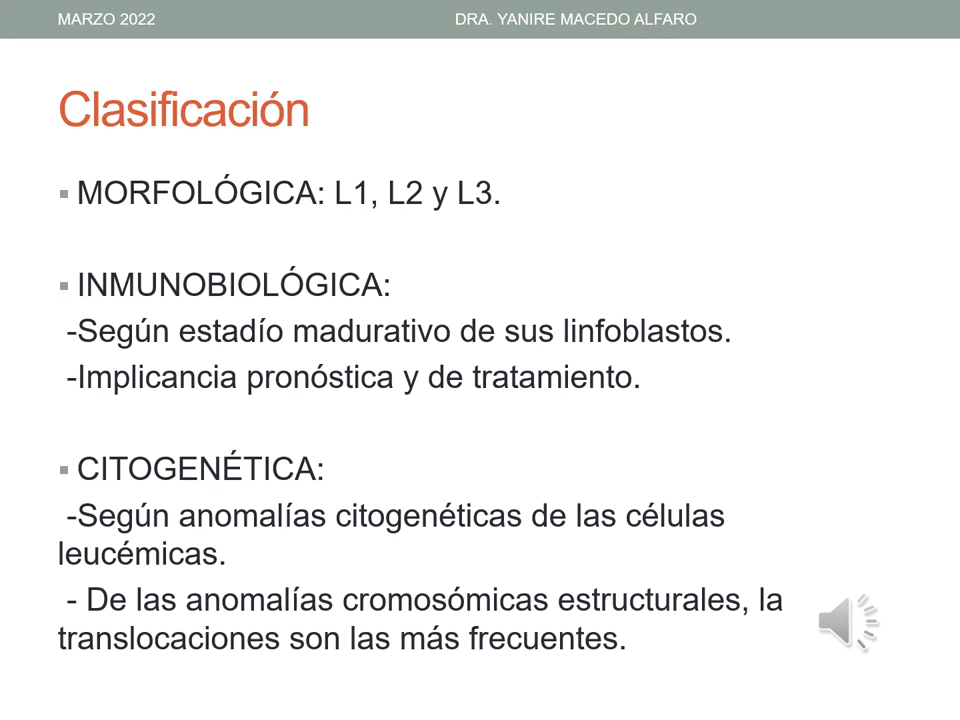 MARZO 2022 DRA. YANIRE MACEDO ALFARO
Clasificación
▪ MORFOLÓGICA: L1, L2 y L3.
▪ INMUNOBIOLÓGICA:
-Según estadío madurativo de sus linfoblastos.
-Implicancia pronóstica y de tratamiento.
▪ CITOGENÉTICA:
-Según anomalías citogenéticas de las células
leucémicas.
- De las anomalías cromosómicas estructurales, la
translocaciones son las más frecuentes.